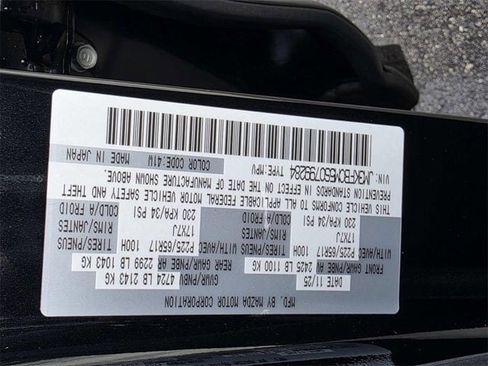 MFD. BY MAZDA MOTOR CORPORATION
DATE 11/25 GVWR/PNBV 4724 LB 2143 KG
FRONT GAWR/PNBE AV 2425 LB 1100 KG GAWR/PNBE AR 2299 LB 1043 KG
WITH/AVEC P225/65R17 100H WITH/AVEC P225/65R17 100H
TIRES/PNEUS TIRES/PNEUS
17X7J 17X7J
RIMS/JANTES RIMS/JANTES
230 KPA/34 PSI 230 KPA/34 PSI
COLD/A FROID COLD/A FROID
THIS VEHICLE CONFORMS TO ALL APPLICABLE FEDERAL MOTOR VEHICLE SAFETY AND THEFT
PREVENTION STANDARDS IN EFFECT ON THE DATE OF MANUFACTURE SHOWN ABOVE.
VIN: TYPE:MPV COLOR CODE:41W MADE IN JAPAN